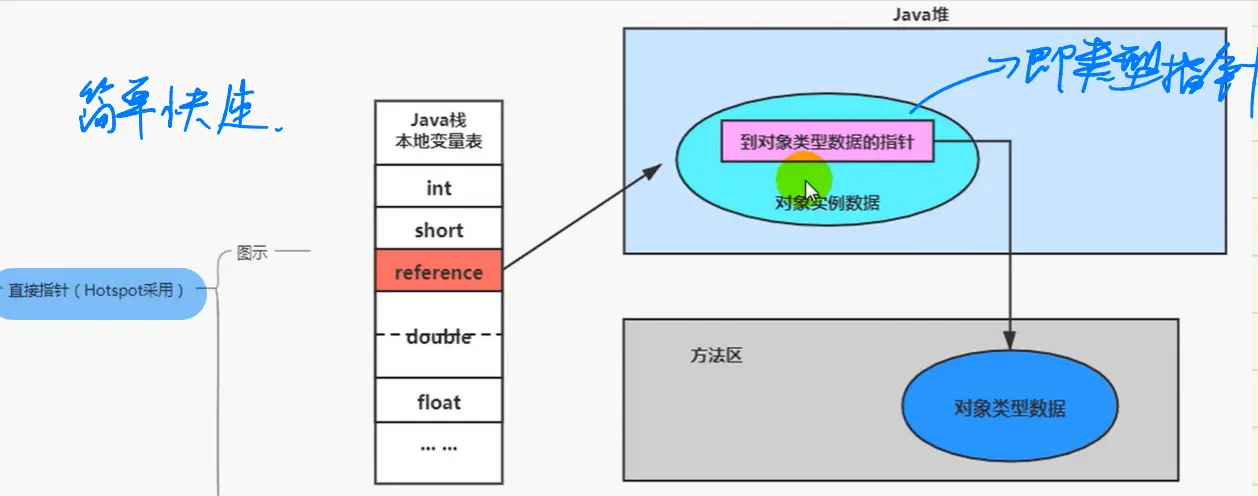 Java堆
→即类型指针
简单快速.
Java栈
本地变量表
到对象类型数据的指针
int
对象实例数据
short
图示
reference
直接指针（Hotspot采用）
double
方法区
float
对象类型数据
... ...